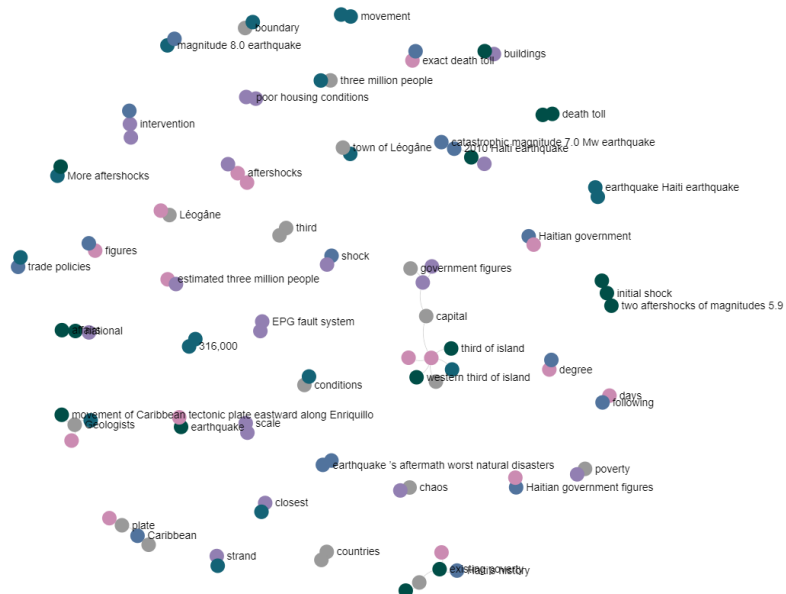 movement
boundary
magnitude 8.0 earthquake
exact death toll
buildings
three million people
poor housing conditions
death toll
intervention
catastrophic magnitude 7.0 Mw earthquake
town of Léogâne
2010 Haiti earthquake
More aftershocks
aftershocks
earthquake Haiti earthquake
Léogâne
third
Haitian government
figures
shock
trade policies
government figures
estimated three million people
initial shock
two aftershocks of magnitudes 5.9
capital
EPG fault system
national
316,000
third of island
degree
western third of island
conditions
days
following
movement of Caribbean tectonic plate eastward along Enriquillo
Geologists
earthquake
scale
earthquake 's aftermath worst natural disasters
poverty
chaos
Haitian government figures
closest
plate
Caribbean
countries
strand
existing poverty
Haiti's history